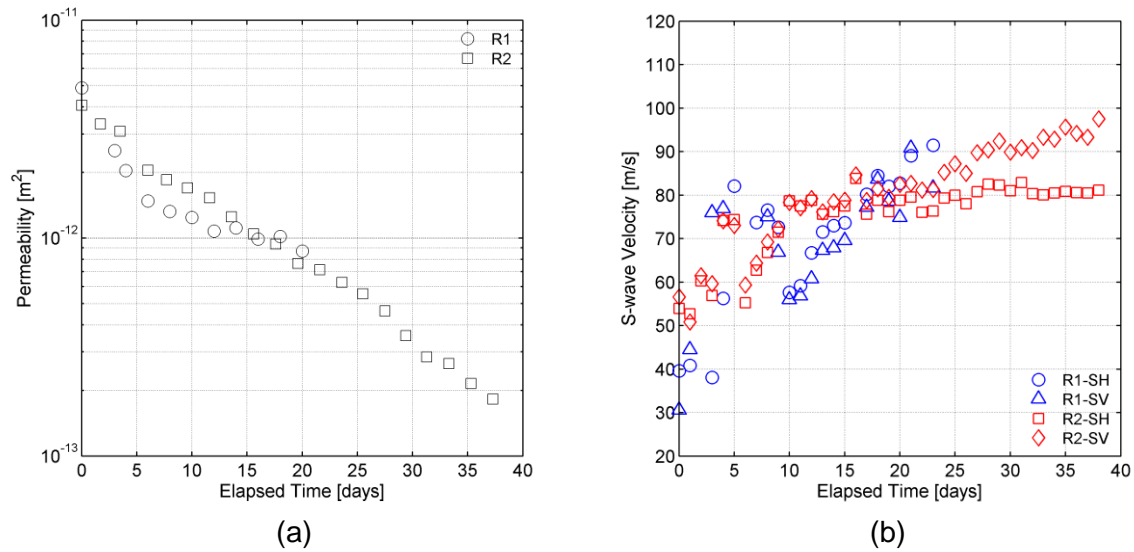 10⁻¹¹
R1
R2
10⁻¹²
10⁻¹³
Permeability [m²]
0 5 10 15 20 25 30 35 40
Elapsed Time [days]
(a)
120
110
100
90
80
70
60
50
40
30
20
S-wave Velocity [m/s]
R1-SH
R1-SV
R2-SH
R2-SV
0 5 10 15 20 25 30 35 40
Elapsed Time [days]
(b)